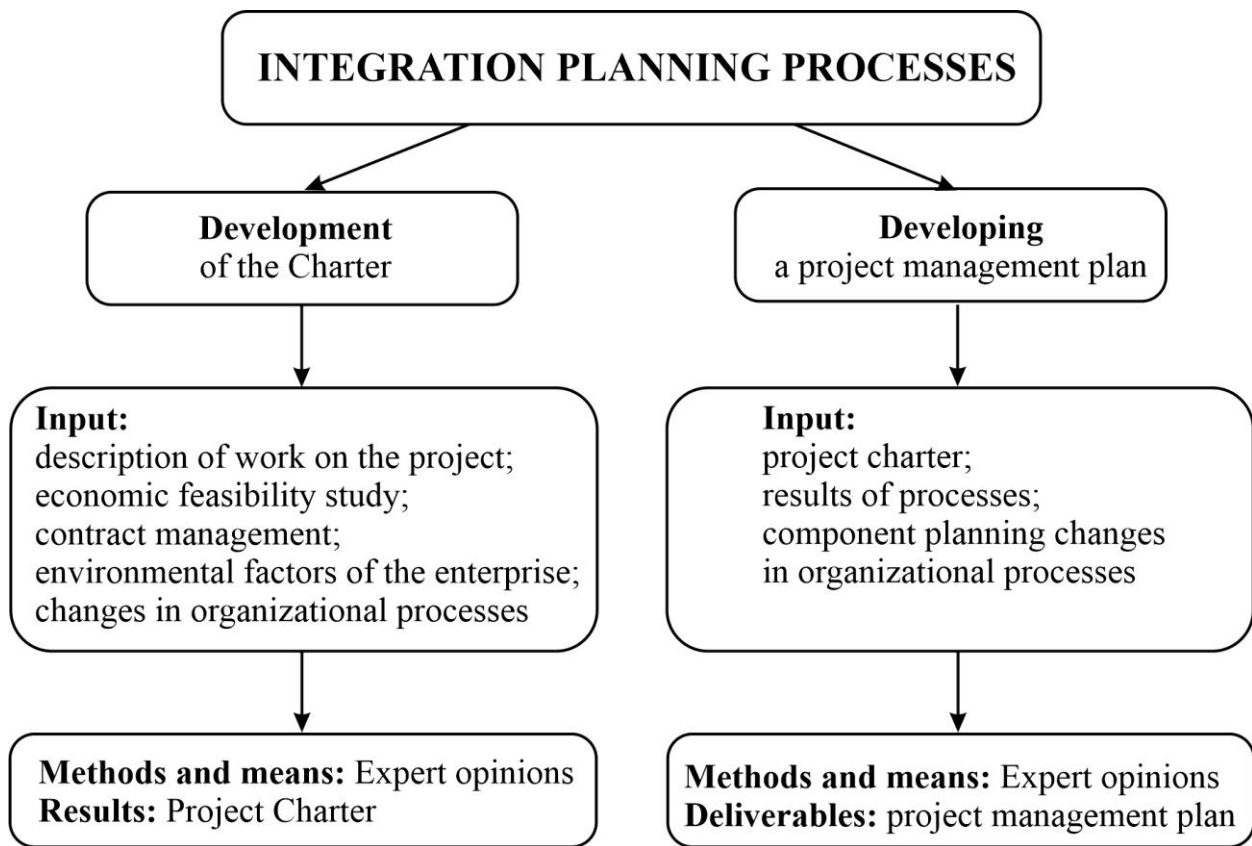 INTEGRATION PLANNING PROCESSES
Development
of the Charter
Input:
description of work on the project;
economic feasibility study;
contract management;
environmental factors of the enterprise;
changes in organizational processes
Methods and means: Expert opinions
Results: Project Charter
Developing
a project management plan
Input:
project charter;
results of processes;
component planning changes
in organizational processes
Methods and means: Expert opinions
Deliverables: project management plan